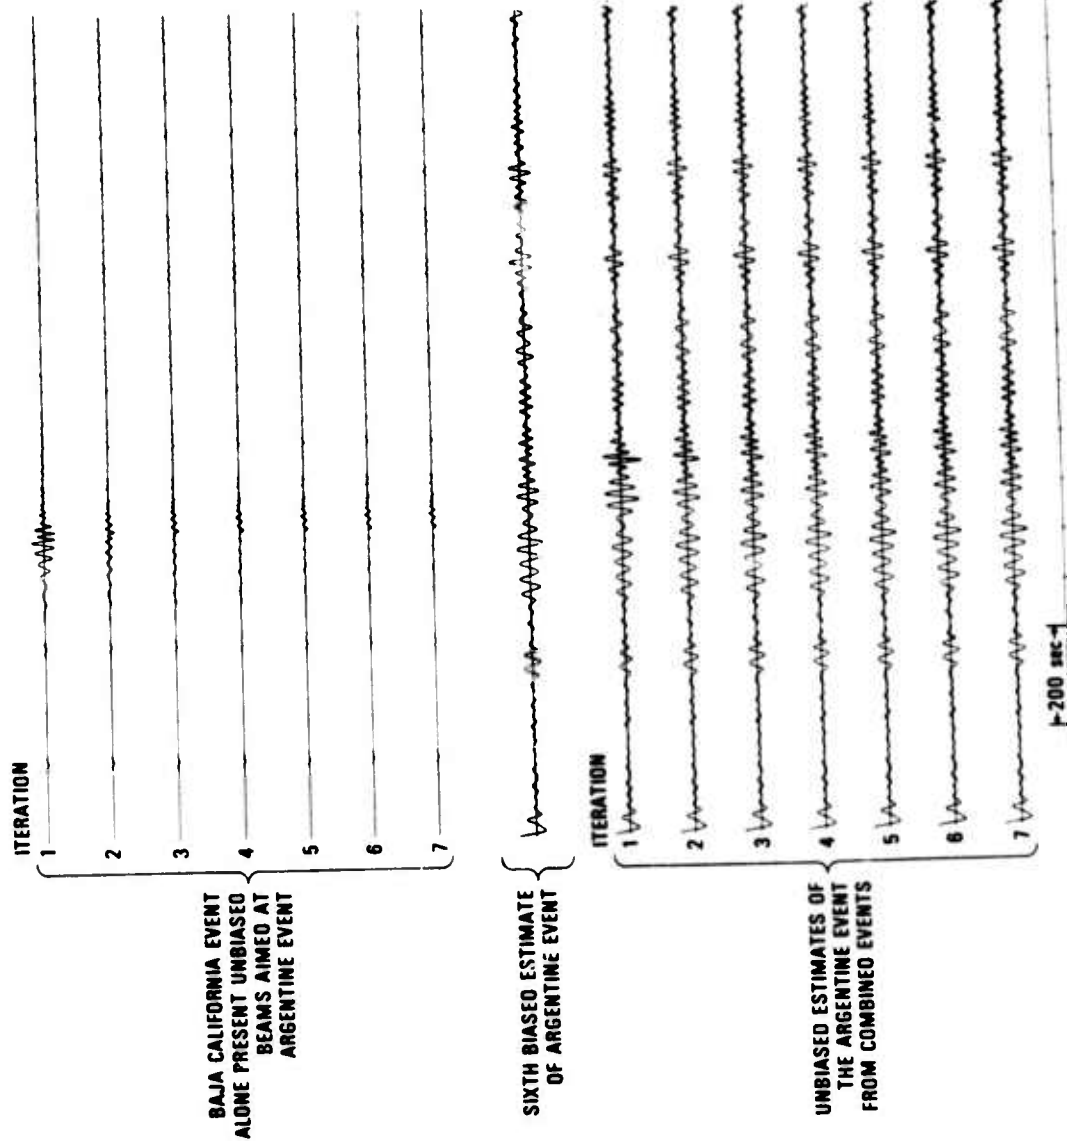 ITERATION
1
2
3
4
5
6
7
BAJA CALIFORNIA EVENT
ALONE PRESENT UNBIASED
BEAMS AIMED AT
ARGENTINE EVENT
SIXTH BIASED ESTIMATE
OF ARGENTINE EVENT
ITERATION
1
2
3
4
5
6
7
UNBIASED ESTIMATES OF
THE ARGENTINE EVENT
FROM COMBINED EVENTS
200 sec